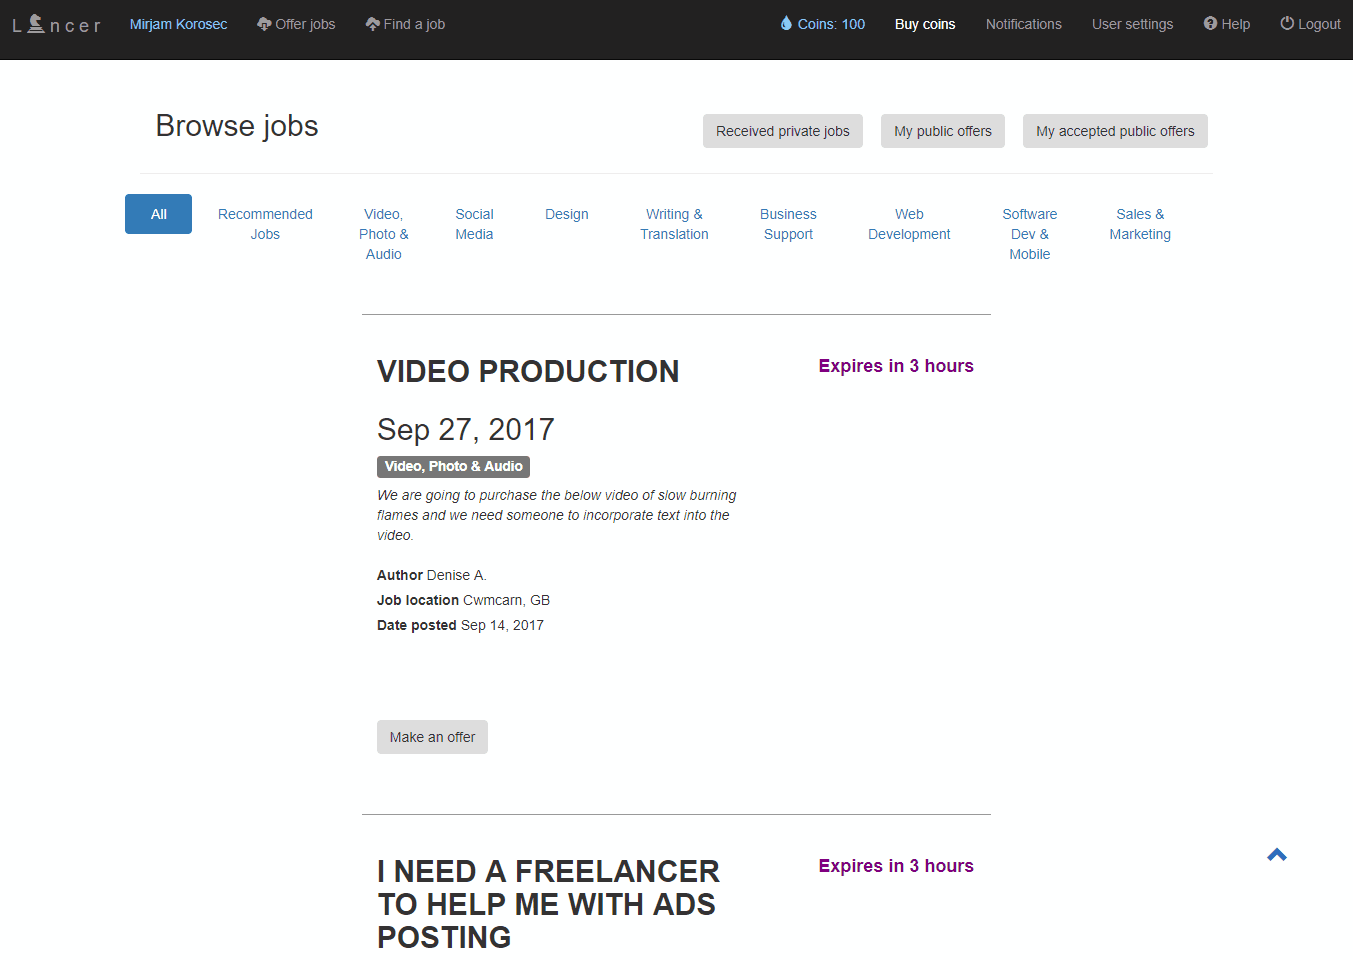 L ncer Mirjam Korosec Offer jobs Find a job Coins: 100 Buy coins Notifications User settings Help Logout
Browse jobs
Received private jobs My public offers My accepted public offers
All Recommended Jobs Video, Photo & Audio Social Media Design Writing & Translation Business Support Web Development Software Dev & Mobile Sales & Marketing
VIDEO PRODUCTION
Expires in 3 hours
Sep 27, 2017
Video, Photo & Audio
We are going to purchase the below video of slow burning
flames and we need someone to incorporate text into the
video.
Author Denise A.
Job location Cwmcarn, GB
Date posted Sep 14, 2017
Make an offer
I NEED A FREELANCER
TO HELP ME WITH ADS
POSTING
Expires in 3 hours